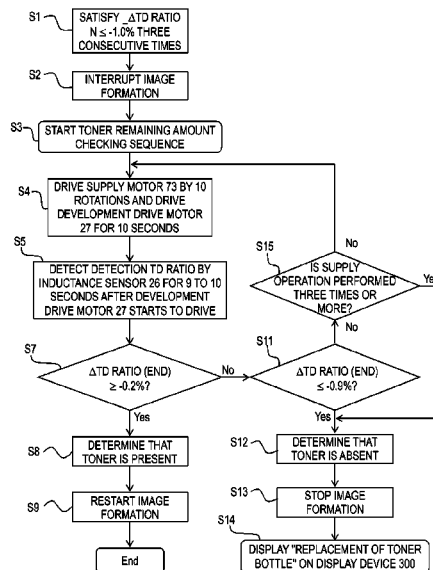 S1
SATISFY _ΔTD RATIO
N ≤ -1.0% THREE
CONSECUTIVE TIMES
S2
INTERRUPT IMAGE
FORMATION
S3
START TONER REMAINING AMOUNT
CHECKING SEQUENCE
S4
DRIVE SUPPLY MOTOR 73 BY 10
ROTATIONS AND DRIVE
DEVELOPMENT DRIVE MOTOR
27 FOR 10 SECONDS
S5
DETECT DETECTION TD RATIO BY
INDUCTANCE SENSOR 26 FOR 9 TO 10
SECONDS AFTER DEVELOPMENT
DRIVE MOTOR 27 STARTS TO DRIVE
S7
ΔTD RATIO (END)
≥ -0.2%?
No
Yes
S8
DETERMINE THAT
TONER IS PRESENT
S9
RESTART IMAGE
FORMATION
End
No
S15
IS SUPPLY
OPERATION PERFORMED
THREE TIMES OR
MORE?
Ye
No
S11
ΔTD RATIO (END)
≤ -0.9%?
Yes
S12
DETERMINE THAT
TONER IS ABSENT
S13
STOP IMAGE
FORMATION
S14
DISPLAY "REPLACEMENT OF TONER
BOTTLE" ON DISPLAY DEVICE 300